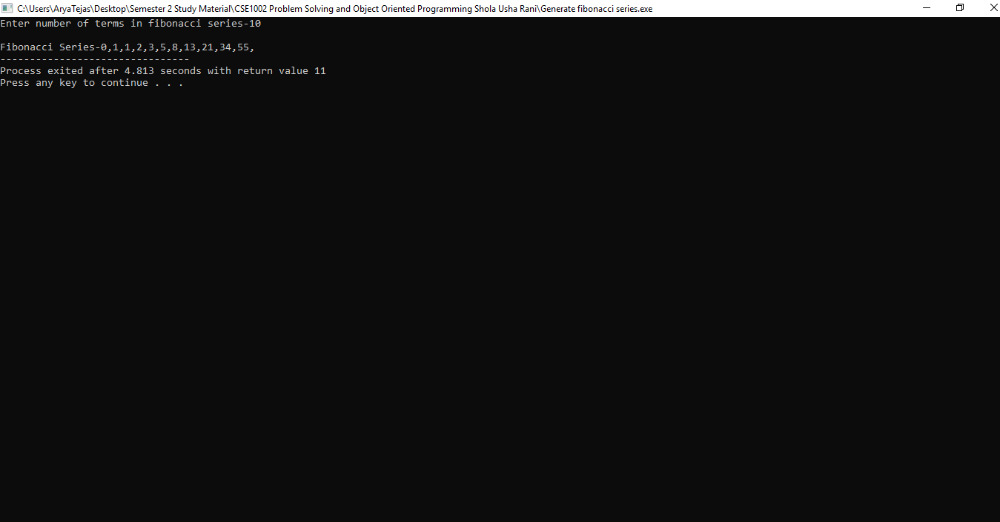 C:\Users\AryaTejas\Desktop\Semester 2 Study Material\CSE1002 Problem Solving and Object Oriented Programming Shola Usha Rani\Generate fibonacci series.exe
Enter number of terms in fibonacci series-10
Fibonacci Series-0,1,1,2,3,5,8,13,21,34,55,
--------------------------------
Process exited after 4.813 seconds with return value 11
Press any key to continue . . .